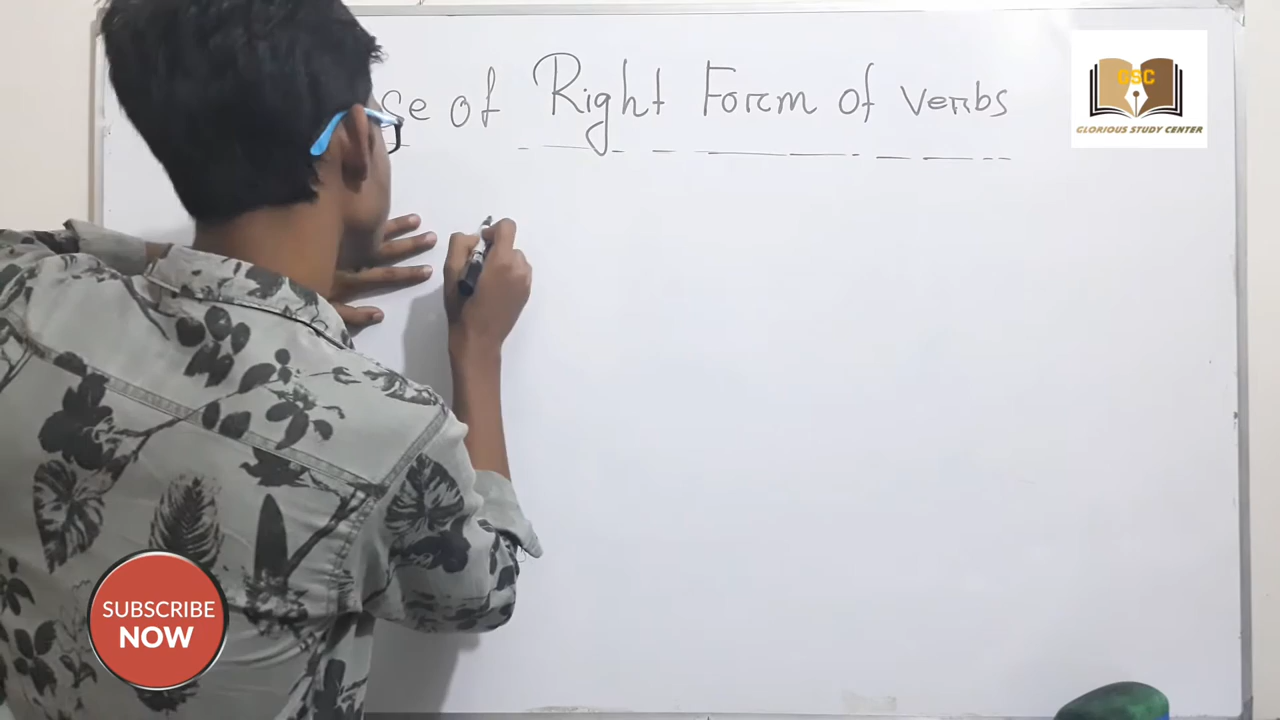 se of Right Form of verbs
GSC
GLORIOUS STUDY CENTER
SUBSCRIBE
NOW